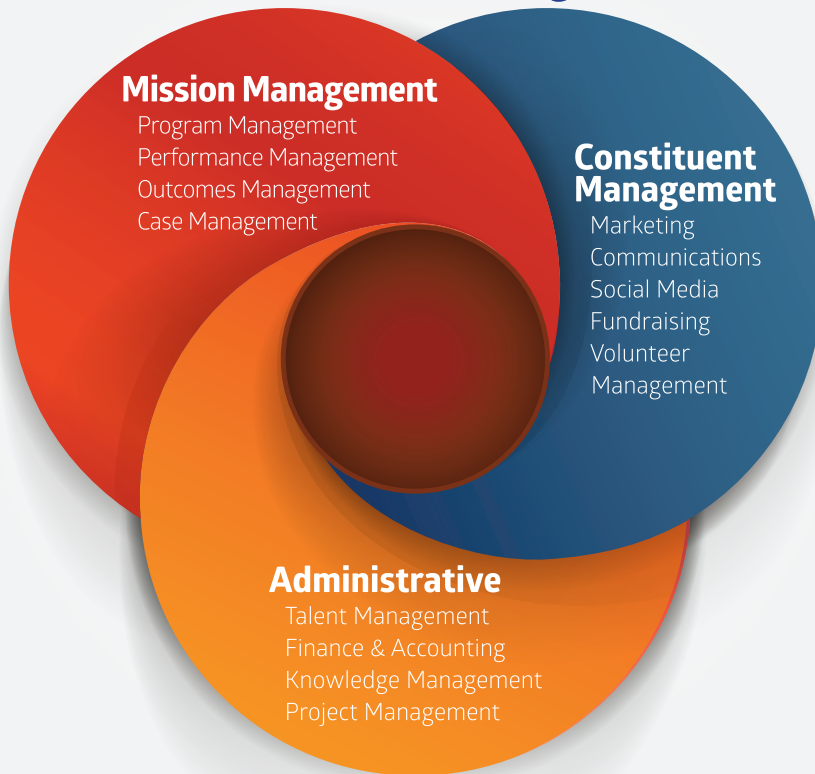 Mission Management
Program Management
Performance Management
Outcomes Management
Case Management
Constituent
Management
Marketing
Communications
Social Media
Fundraising
Volunteer
Management
Administrative
Talent Management
Finance & Accounting
Knowledge Management
Project Management